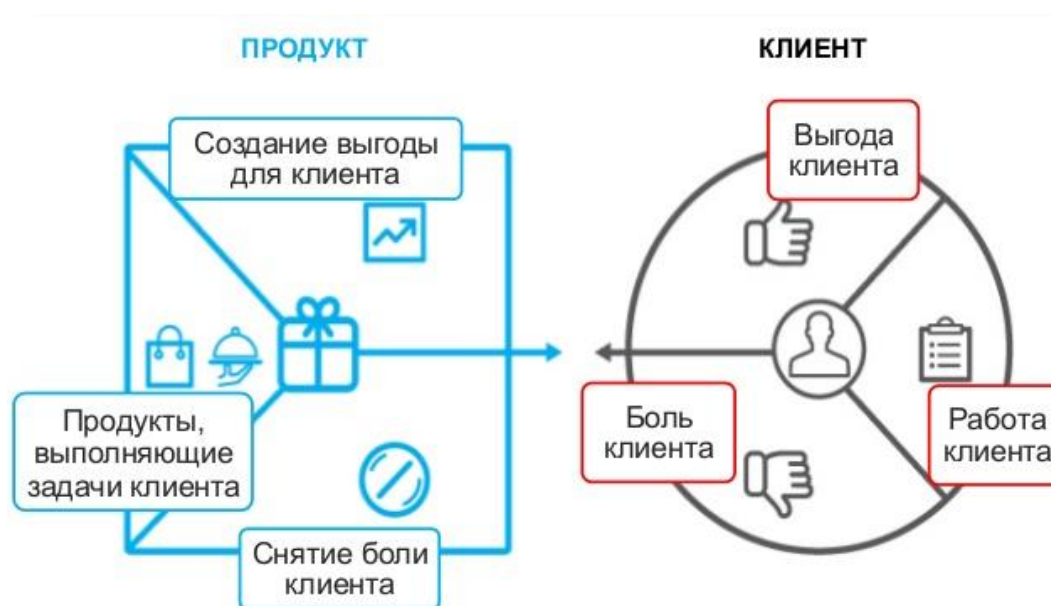 ПРОДУКТ
Создание выгоды
для клиента
Продукты,
выполняющие
задачи клиента
Снятие боли
клиента
КЛИЕНТ
Выгода
клиента
Боль
клиента
Работа
клиента